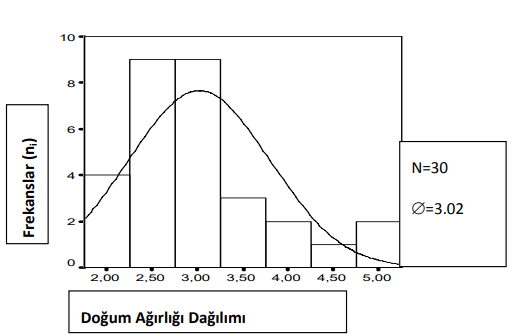 10
8
6
4
2
0
Frekanslar (nᵢ)
2,00 2,50 3,00 3,50 4,00 4,50 5,00
N=30
∅=3.02
Doğum Ağırlığı Dağılımı